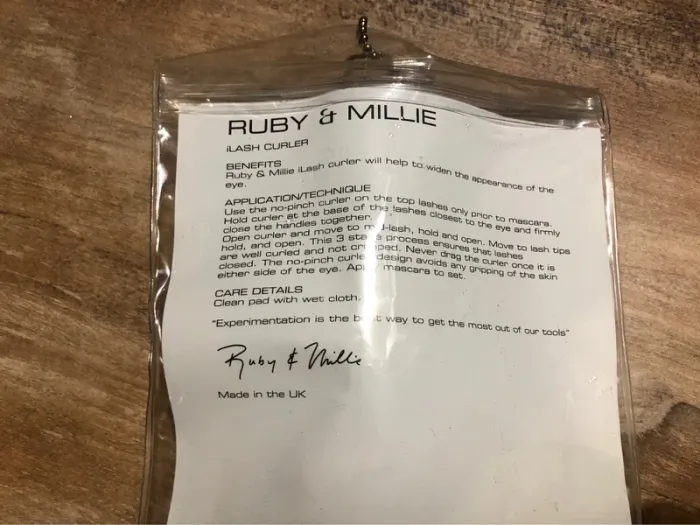 RUBY & MILLIE
iLASH CURLER
BENEFITS
Ruby & Millie iLash curler will help to widen the appearance of the
eye.
APPLICATION/TECHNIQUE
Use the no-pinch curler on the top lashes only prior to mascara.
Hold curler at the base of the lashes closest to the eye and firmly
close the handles together.
Open curler and move to mid-lash, hold and open. Move to lash tips
hold, and open. This 3 stage process ensures that lashes
are well curled and not crimped. Never drag the curler once it is
closed. The no-pinch curler design avoids any gripping of the skin
either side of the eye. Apply mascara to set.
CARE DETAILS
Clean pad with wet cloth.
"Experimentation is the best way to get the most out of our tools"
Ruby & Millie
Made in the UK